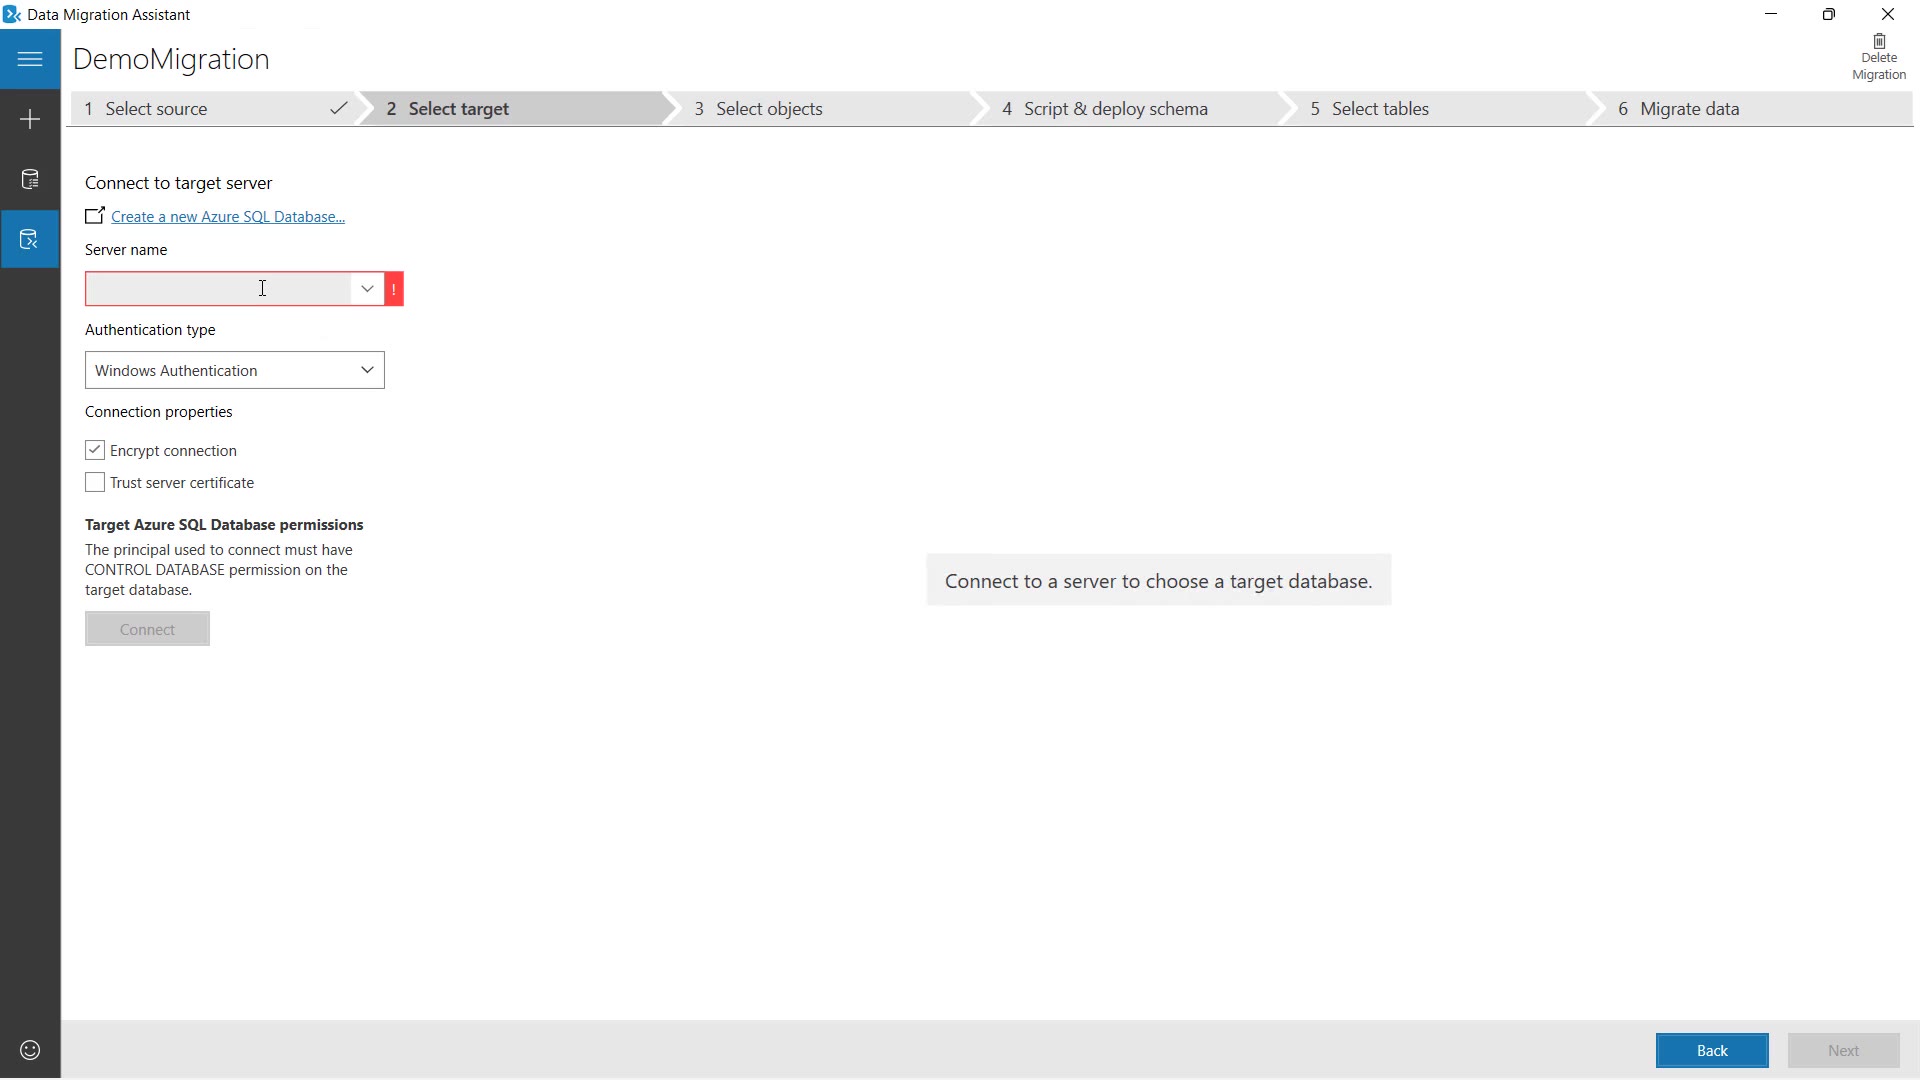 Data Migration Assistant
DemoMigration
Delete
Migration
1 Select source
2 Select target
3 Select objects
4 Script & deploy schema
5 Select tables
6 Migrate data
Connect to target server
Create a new Azure SQL Database...
Server name
!
Authentication type
Windows Authentication
Connection properties
Encrypt connection
Trust server certificate
Target Azure SQL Database permissions
The principal used to connect must have
CONTROL DATABASE permission on the
target database.
Connect
Connect to a server to choose a target database.
Back
Next